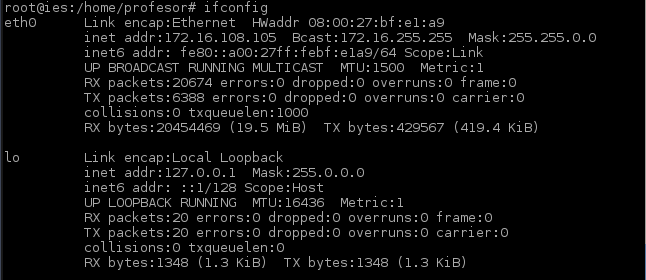 root@ies:/home/profesor# ifconfig
eth0      Link encap:Ethernet  HWaddr 08:00:27:bf:e1:a9
          inet addr:172.16.108.105  Bcast:172.16.255.255  Mask:255.255.0.0
          inet6 addr: fe80::a00:27ff:febf:e1a9/64 Scope:Link
          UP BROADCAST RUNNING MULTICAST  MTU:1500  Metric:1
          RX packets:20674 errors:0 dropped:0 overruns:0 frame:0
          TX packets:6388 errors:0 dropped:0 overruns:0 carrier:0
          collisions:0 txqueuelen:1000
          RX bytes:20454469 (19.5 MiB)  TX bytes:429567 (419.4 KiB)

lo        Link encap:Local Loopback
          inet addr:127.0.0.1  Mask:255.0.0.0
          inet6 addr: ::1/128 Scope:Host
          UP LOOPBACK RUNNING  MTU:16436  Metric:1
          RX packets:20 errors:0 dropped:0 overruns:0 frame:0
          TX packets:20 errors:0 dropped:0 overruns:0 carrier:0
          collisions:0 txqueuelen:0
          RX bytes:1348 (1.3 KiB)  TX bytes:1348 (1.3 KiB)